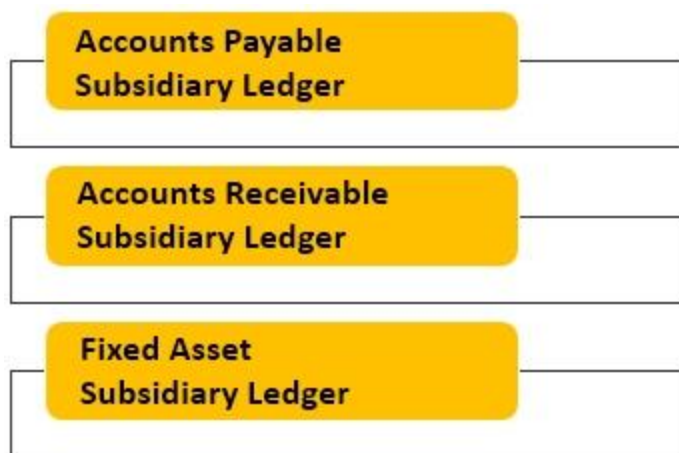 Accounts Payable
Subsidiary Ledger
Accounts Receivable
Subsidiary Ledger
Fixed Asset
Subsidiary Ledger